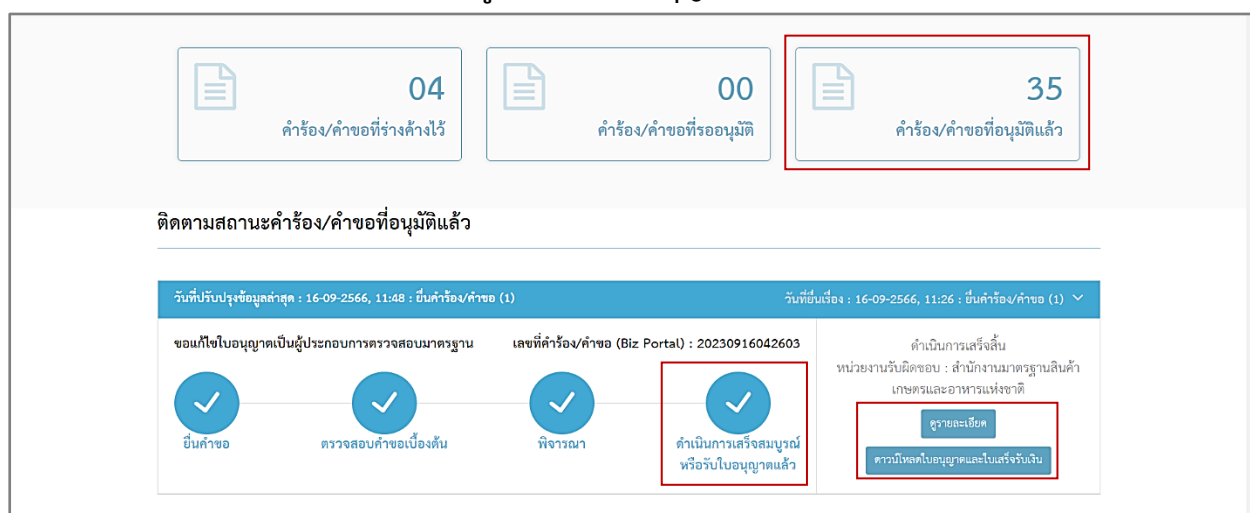 04
คำร้อง/คำขอที่ร่างค้างไว้
00
คำร้อง/คำขอที่รออนุมัติ
35
คำร้อง/คำขอที่อนุมัติแล้ว
ติดตามสถานะคำร้อง/คำขอที่อนุมัติแล้ว
วันที่ปรับปรุงข้อมูลล่าสุด : 16-09-2566, 11:48 : ยื่นคำร้อง/คำขอ (1)
วันที่ยื่นเรื่อง : 16-09-2566, 11:26 : ยื่นคำร้อง/คำขอ (1)
ขอแก้ไขใบอนุญาตเป็นผู้ประกอบการตรวจสอบมาตรฐาน
เลขที่คำร้อง/คำขอ (Biz Portal) : 20230916042603
ยื่นคำขอ
ตรวจสอบคำขอเบื้องต้น
พิจารณา
ดำเนินการเสร็จสมบูรณ์
หรือรับใบอนุญาตแล้ว
ดำเนินการเสร็จสิ้น
หน่วยงานรับผิดชอบ : สำนักงานมาตรฐานสินค้า
เกษตรและอาหารแห่งชาติ
ดูรายละเอียด
ดาวน์โหลดใบอนุญาตและใบเสร็จรับเงิน